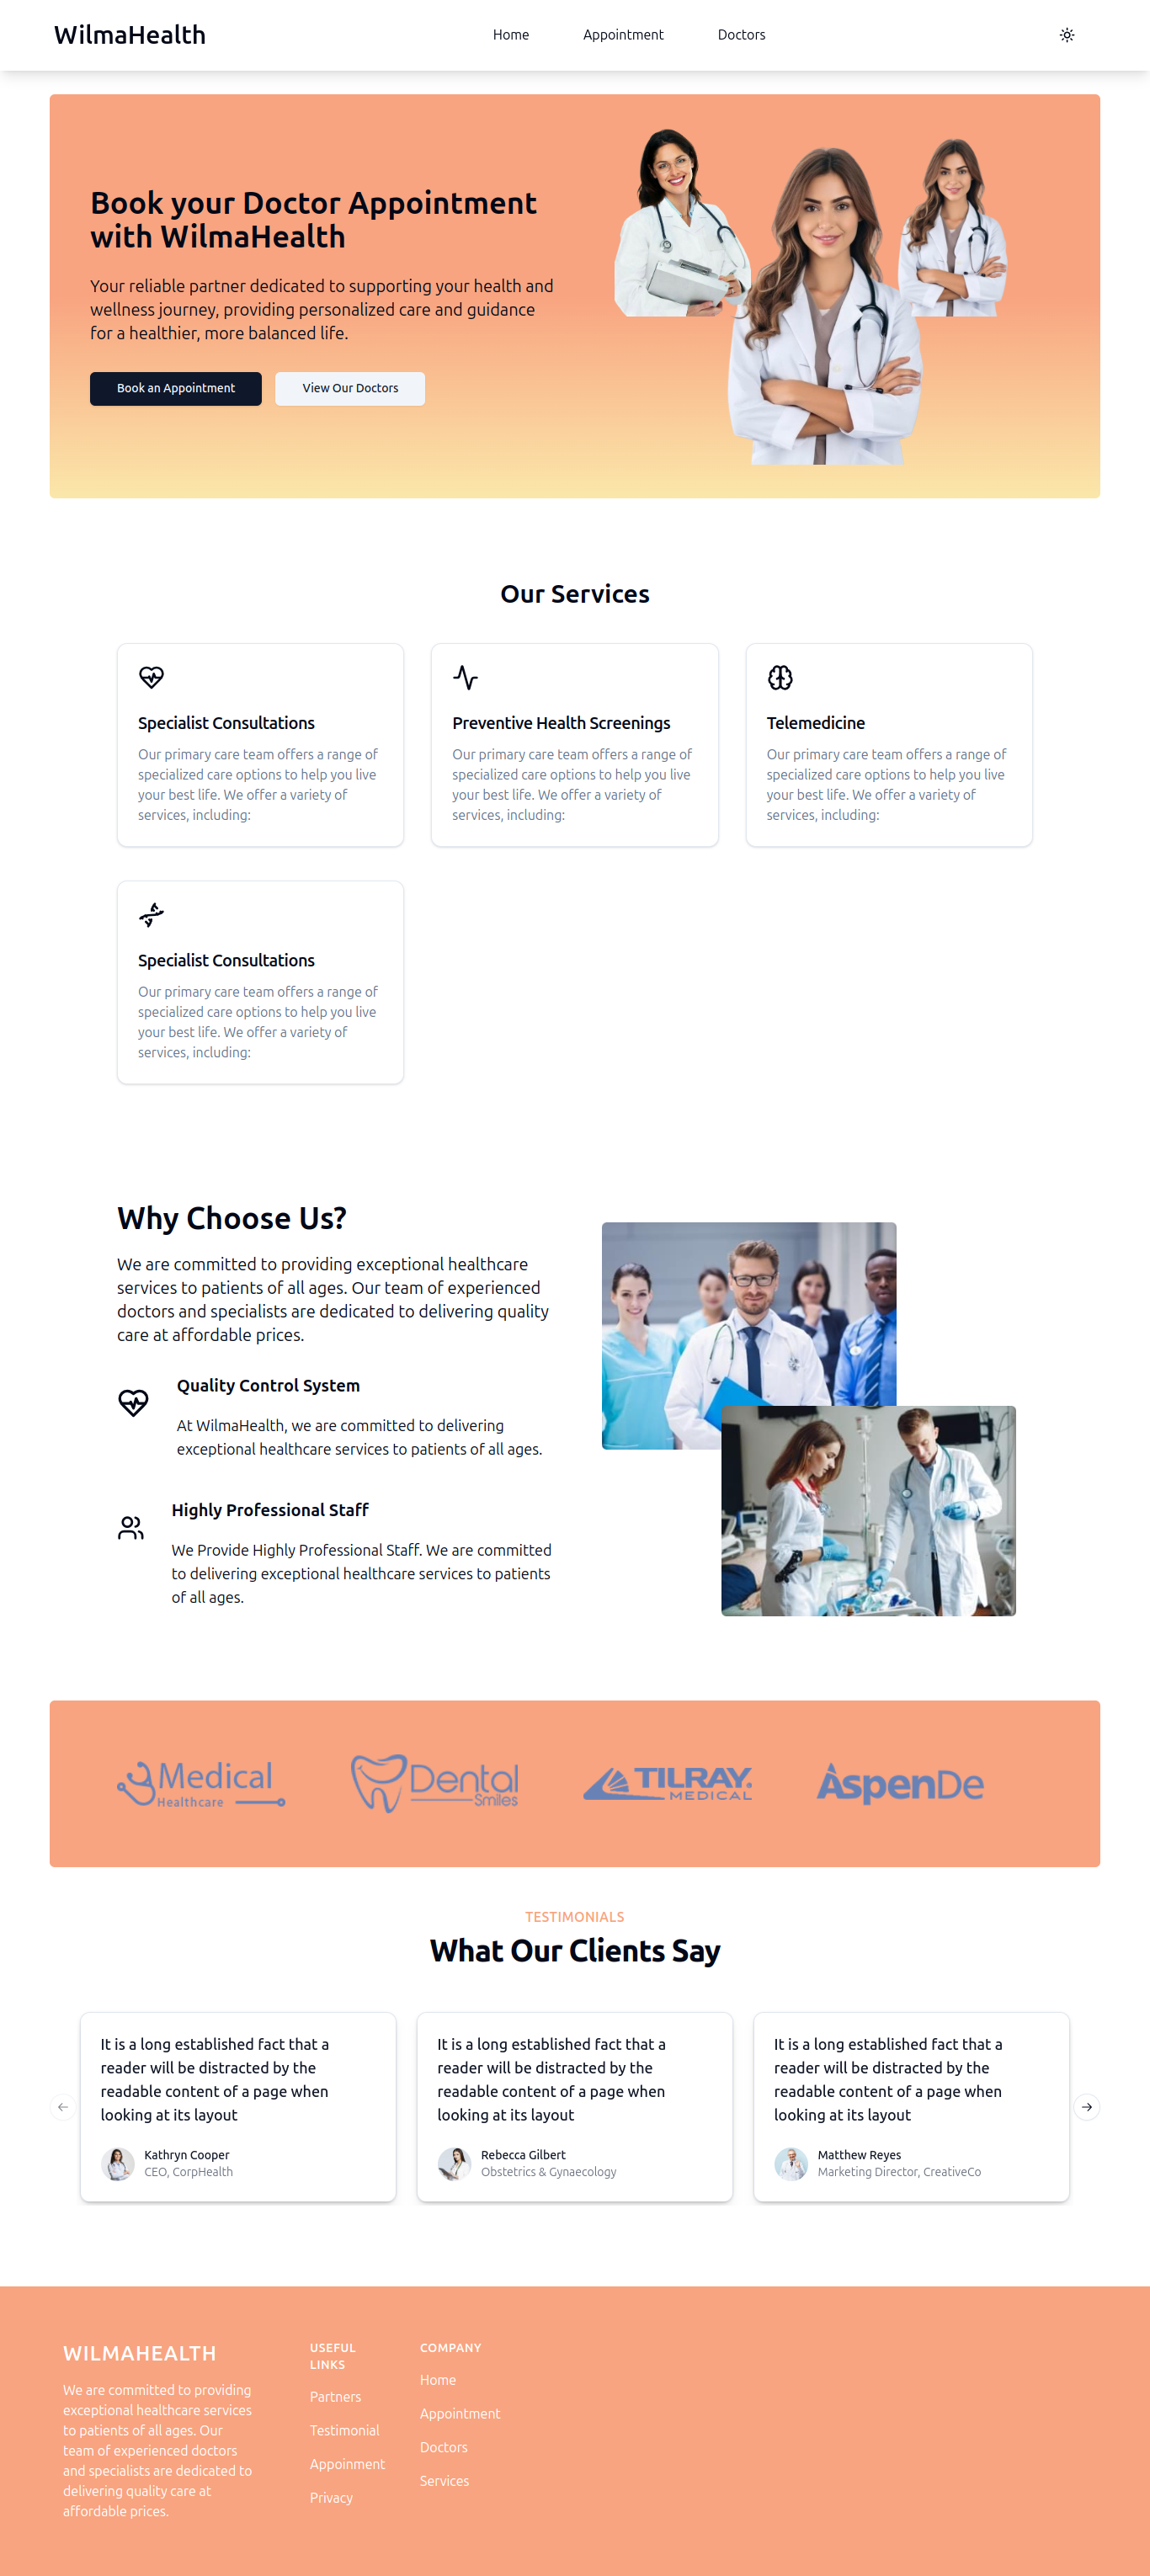 WilmaHealth
Home
Appointment
Doctors
Book your Doctor Appointment
with WilmaHealth
Your reliable partner dedicated to supporting your health and
wellness journey, providing personalized care and guidance
for a healthier, more balanced life.
Book an Appointment
View Our Doctors
Our Services
Specialist Consultations
Our primary care team offers a range of
specialized care options to help you live
your best life. We offer a variety of
services, including:
Preventive Health Screenings
Our primary care team offers a range of
specialized care options to help you live
your best life. We offer a variety of
services, including:
Telemedicine
Our primary care team offers a range of
specialized care options to help you live
your best life. We offer a variety of
services, including:
Specialist Consultations
Our primary care team offers a range of
specialized care options to help you live
your best life. We offer a variety of
services, including:
Why Choose Us?
We are committed to providing exceptional healthcare
services to patients of all ages. Our team of experienced
doctors and specialists are dedicated to delivering quality
care at affordable prices.
Quality Control System
At WilmaHealth, we are committed to delivering
exceptional healthcare services to patients of all ages.
Highly Professional Staff
We Provide Highly Professional Staff. We are committed
to delivering exceptional healthcare services to patients
of all ages.
Medical
Healthcare
Dental
Smiles
TILRAY.
MEDICAL
AspenDe
TESTIMONIALS
What Our Clients Say
It is a long established fact that a
reader will be distracted by the
readable content of a page when
looking at its layout
Kathryn Cooper
CEO, CorpHealth
It is a long established fact that a
reader will be distracted by the
readable content of a page when
looking at its layout
Rebecca Gilbert
Obstetrics & Gynaecology
It is a long established fact that a
reader will be distracted by the
readable content of a page when
looking at its layout
Matthew Reyes
Marketing Director, CreativeCo
WILMAHEALTH
We are committed to providing
exceptional healthcare services
to patients of all ages. Our
team of experienced doctors
and specialists are dedicated to
delivering quality care at
affordable prices.
USEFUL
LINKS
Partners
Testimonial
Appoinment
Privacy
COMPANY
Home
Appointment
Doctors
Services